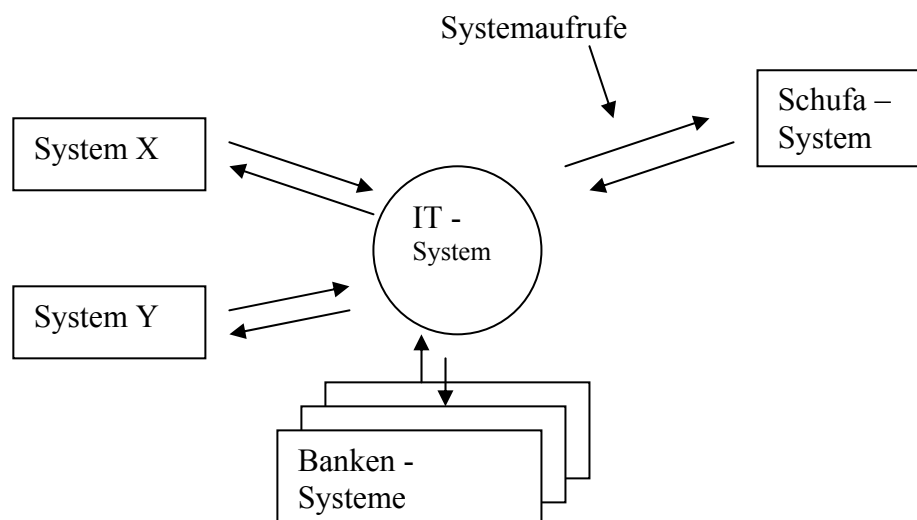 Systemaufrufe
Schufa –
System
System X
IT -
System
System Y
Banken -
Systeme